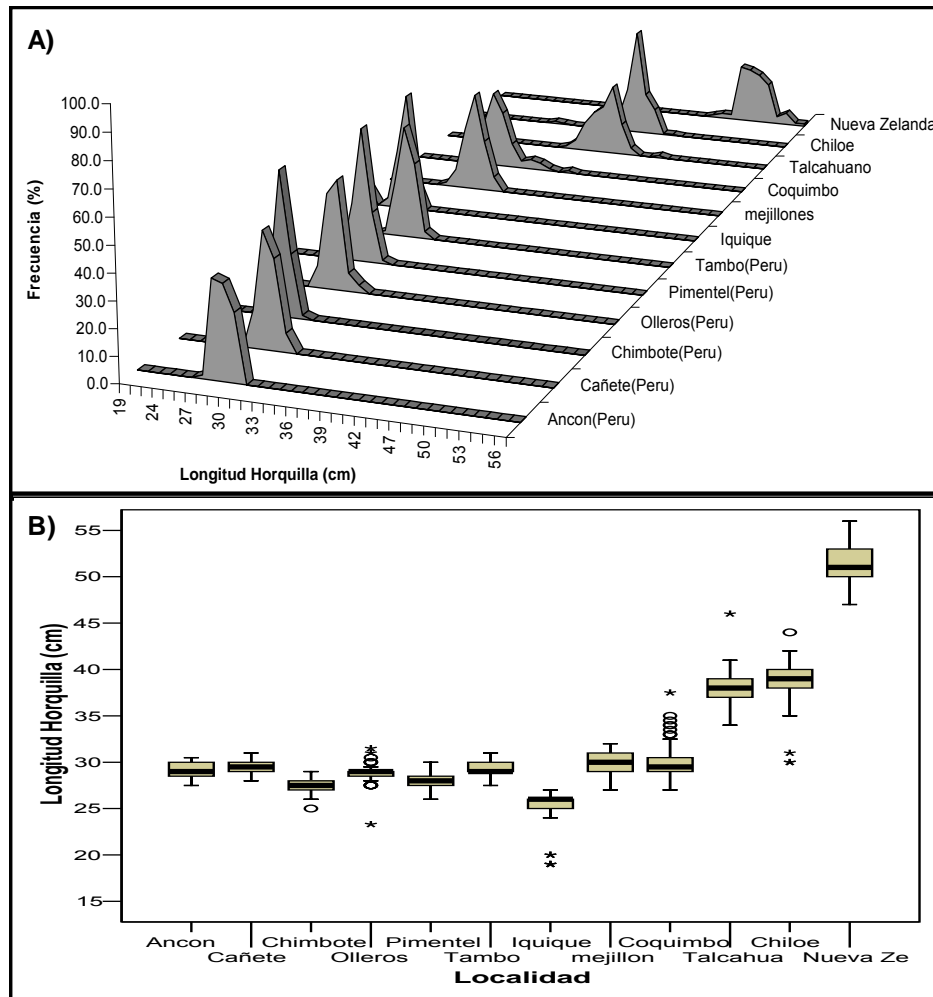 A)
Frecuencia (%)
100.0
90.0
80.0
70.0
60.0
50.0
40.0
30.0
20.0
10.0
0.0
19
24
27
30
33
36
39
42
47
50
53
56
Longitud Horquilla (cm)
Nueva Zelanda
Chiloe
Talcahuano
Coquimbo
mejillones
Iquique
Tambo(Peru)
Pimentel(Peru)
Olleros(Peru)
Chimbote(Peru)
Cañete(Peru)
Ancon(Peru)
B)
Longitud Horquilla (cm)
55
50
45
40
35
30
25
20
15
Ancon
Cañete
Chimbote
Olleros
Pimentel
Tambo
Iquique
mejillon
Coquimbo
Talcahua
Chiloe
Nueva Ze
Localidad